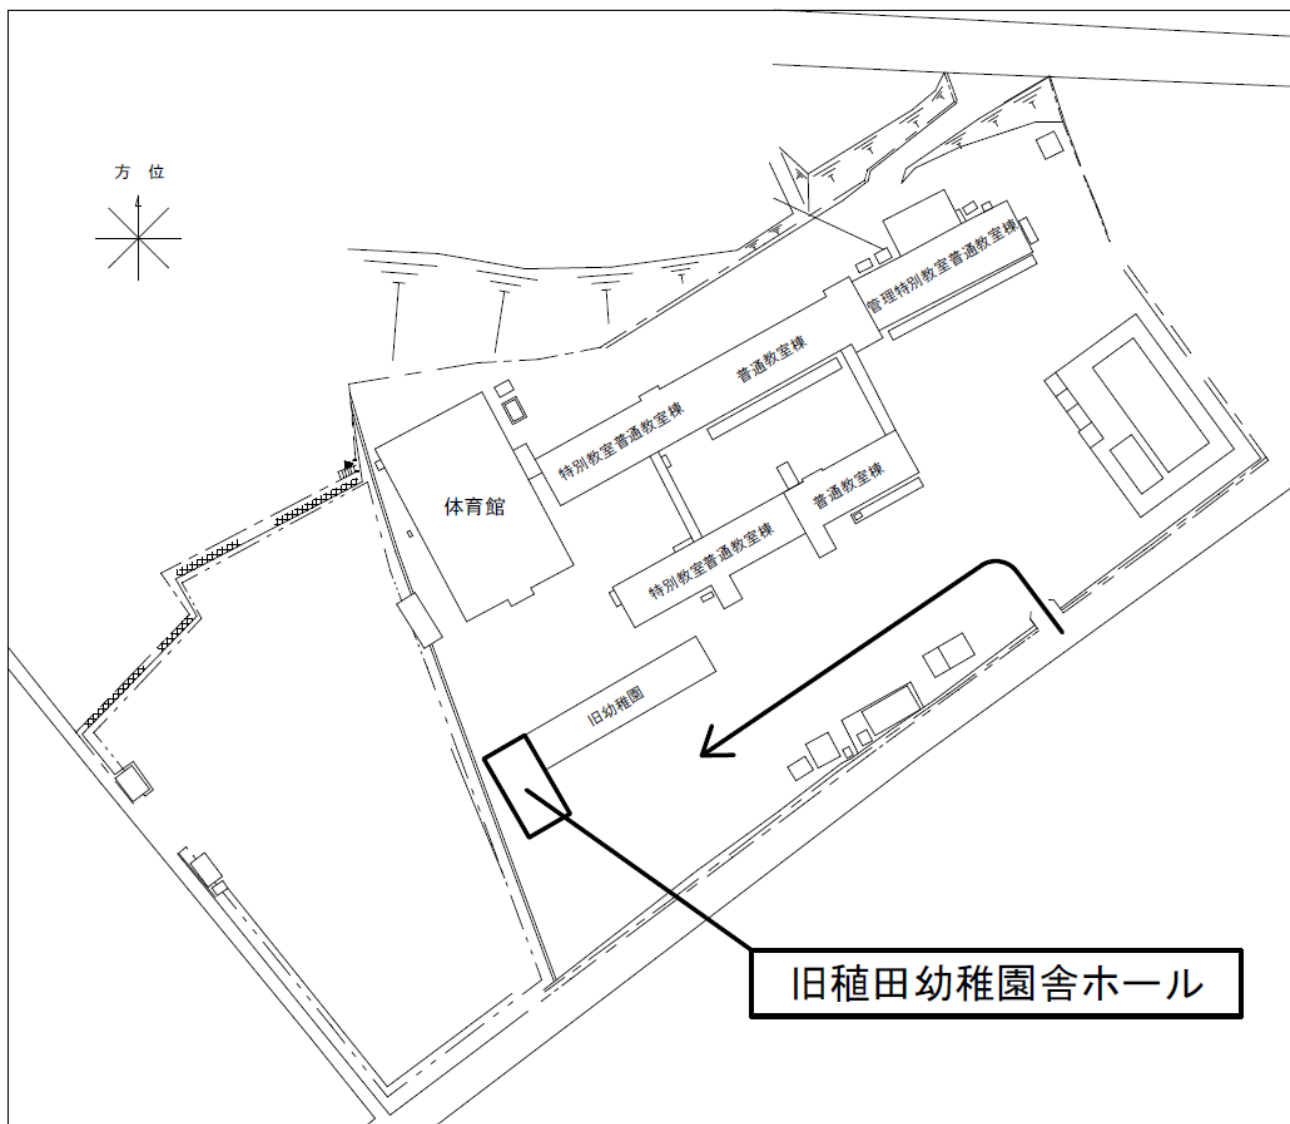 方 位
管理特別教室普通教室棟
普通教室棟
特別教室普通教室棟
体育館
普通教室棟
特別教室普通教室棟
旧幼稚園
旧稙田幼稚園舎ホール